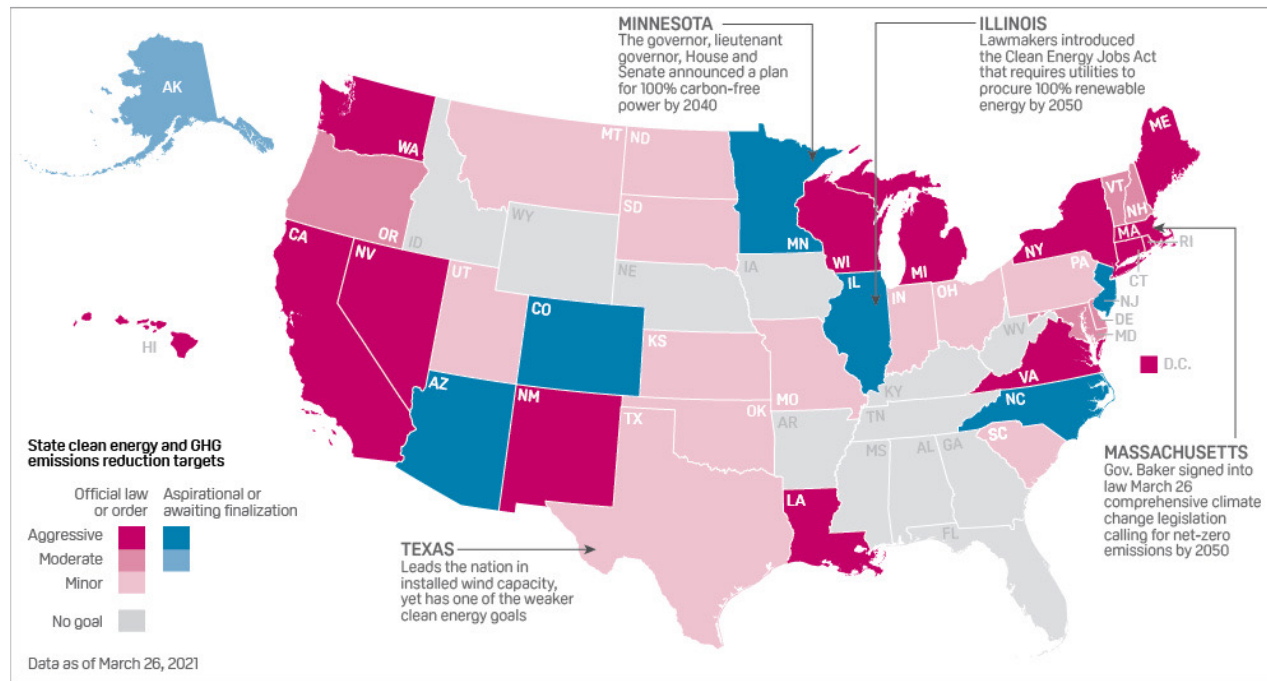 MINNESOTA
The governor, lieutenant
governor, House and
Senate announced a plan
for 100% carbon-free
power by 2040
ILLINOIS
Lawmakers introduced
the Clean Energy Jobs Act
that requires utilities to
procure 100% renewable
energy by 2050
AK
WA
MT
ND
ME
VT
NH
OR
ID
WY
SD
MN
WI
MI
NY
MA
RI
CT
CA
NV
UT
NE
IA
IL
IN
OH
PA
NJ
DE
MD
WV
HI
CO
KS
MO
KY
VA
D.C.
AZ
NM
TX
OK
AR
TN
NC
MS
AL
GA
SC
LA
FL
State clean energy and GHG
emissions reduction targets
Official law
or order
Aspirational or
awaiting finalization
Aggressive
Moderate
Minor
No goal
Data as of March 26, 2021
TEXAS
Leads the nation in
installed wind capacity,
yet has one of the weaker
clean energy goals
MASSACHUSETTS
Gov. Baker signed into
law March 26
comprehensive climate
change legislation
calling for net-zero
emissions by 2050